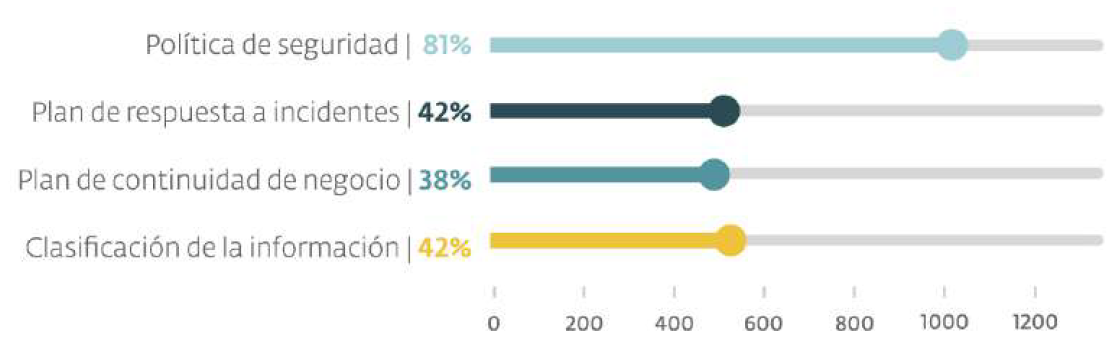 Política de seguridad | 81%
Plan de respuesta a incidentes | 42%
Plan de continuidad de negocio | 38%
Clasificación de la información | 42%
0 200 400 600 800 1000 1200